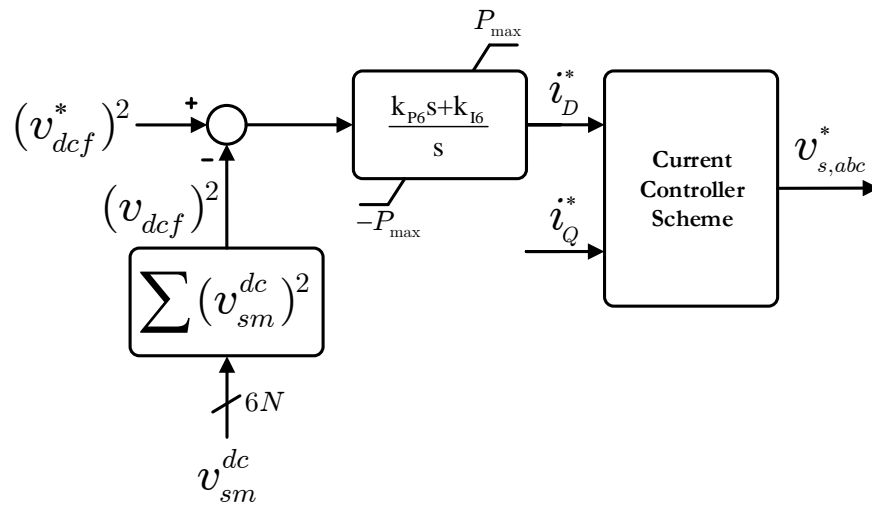 P_max
(v*_dcf)^2
+
-
k_P6 s+k_I6
s
i*_D
-P_max
Current
Controller
Scheme
v*_s,abc
i*_Q
(v_dcf)^2
∑(v^dc_sm)^2
6N
v^dc_sm